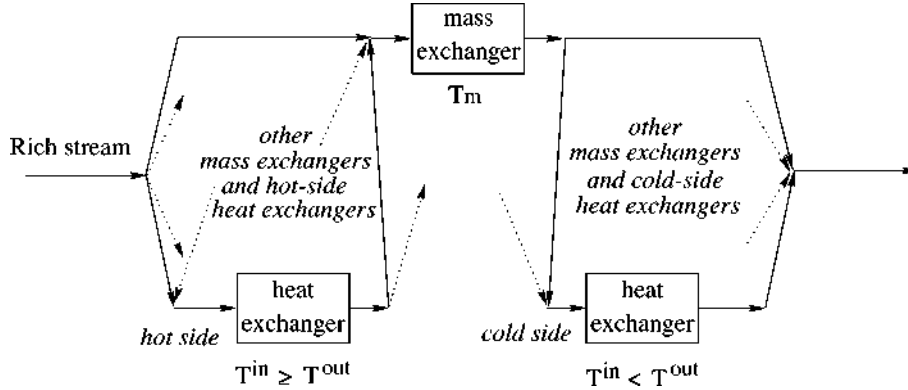 mass
exchanger
Tm
Rich stream
other
mass exchangers
and hot-side
heat exchangers
other
mass exchangers
and cold-side
heat exchangers
heat
exchanger
hot side
T^in ≥ T^out
heat
exchanger
cold side
T^in < T^out